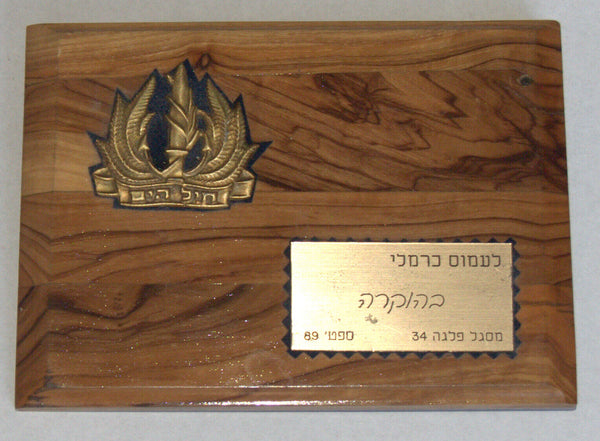 חיל הים
לעמוס כרמלי
בהוקרה
מסגל פלגה 34 ספט' 89